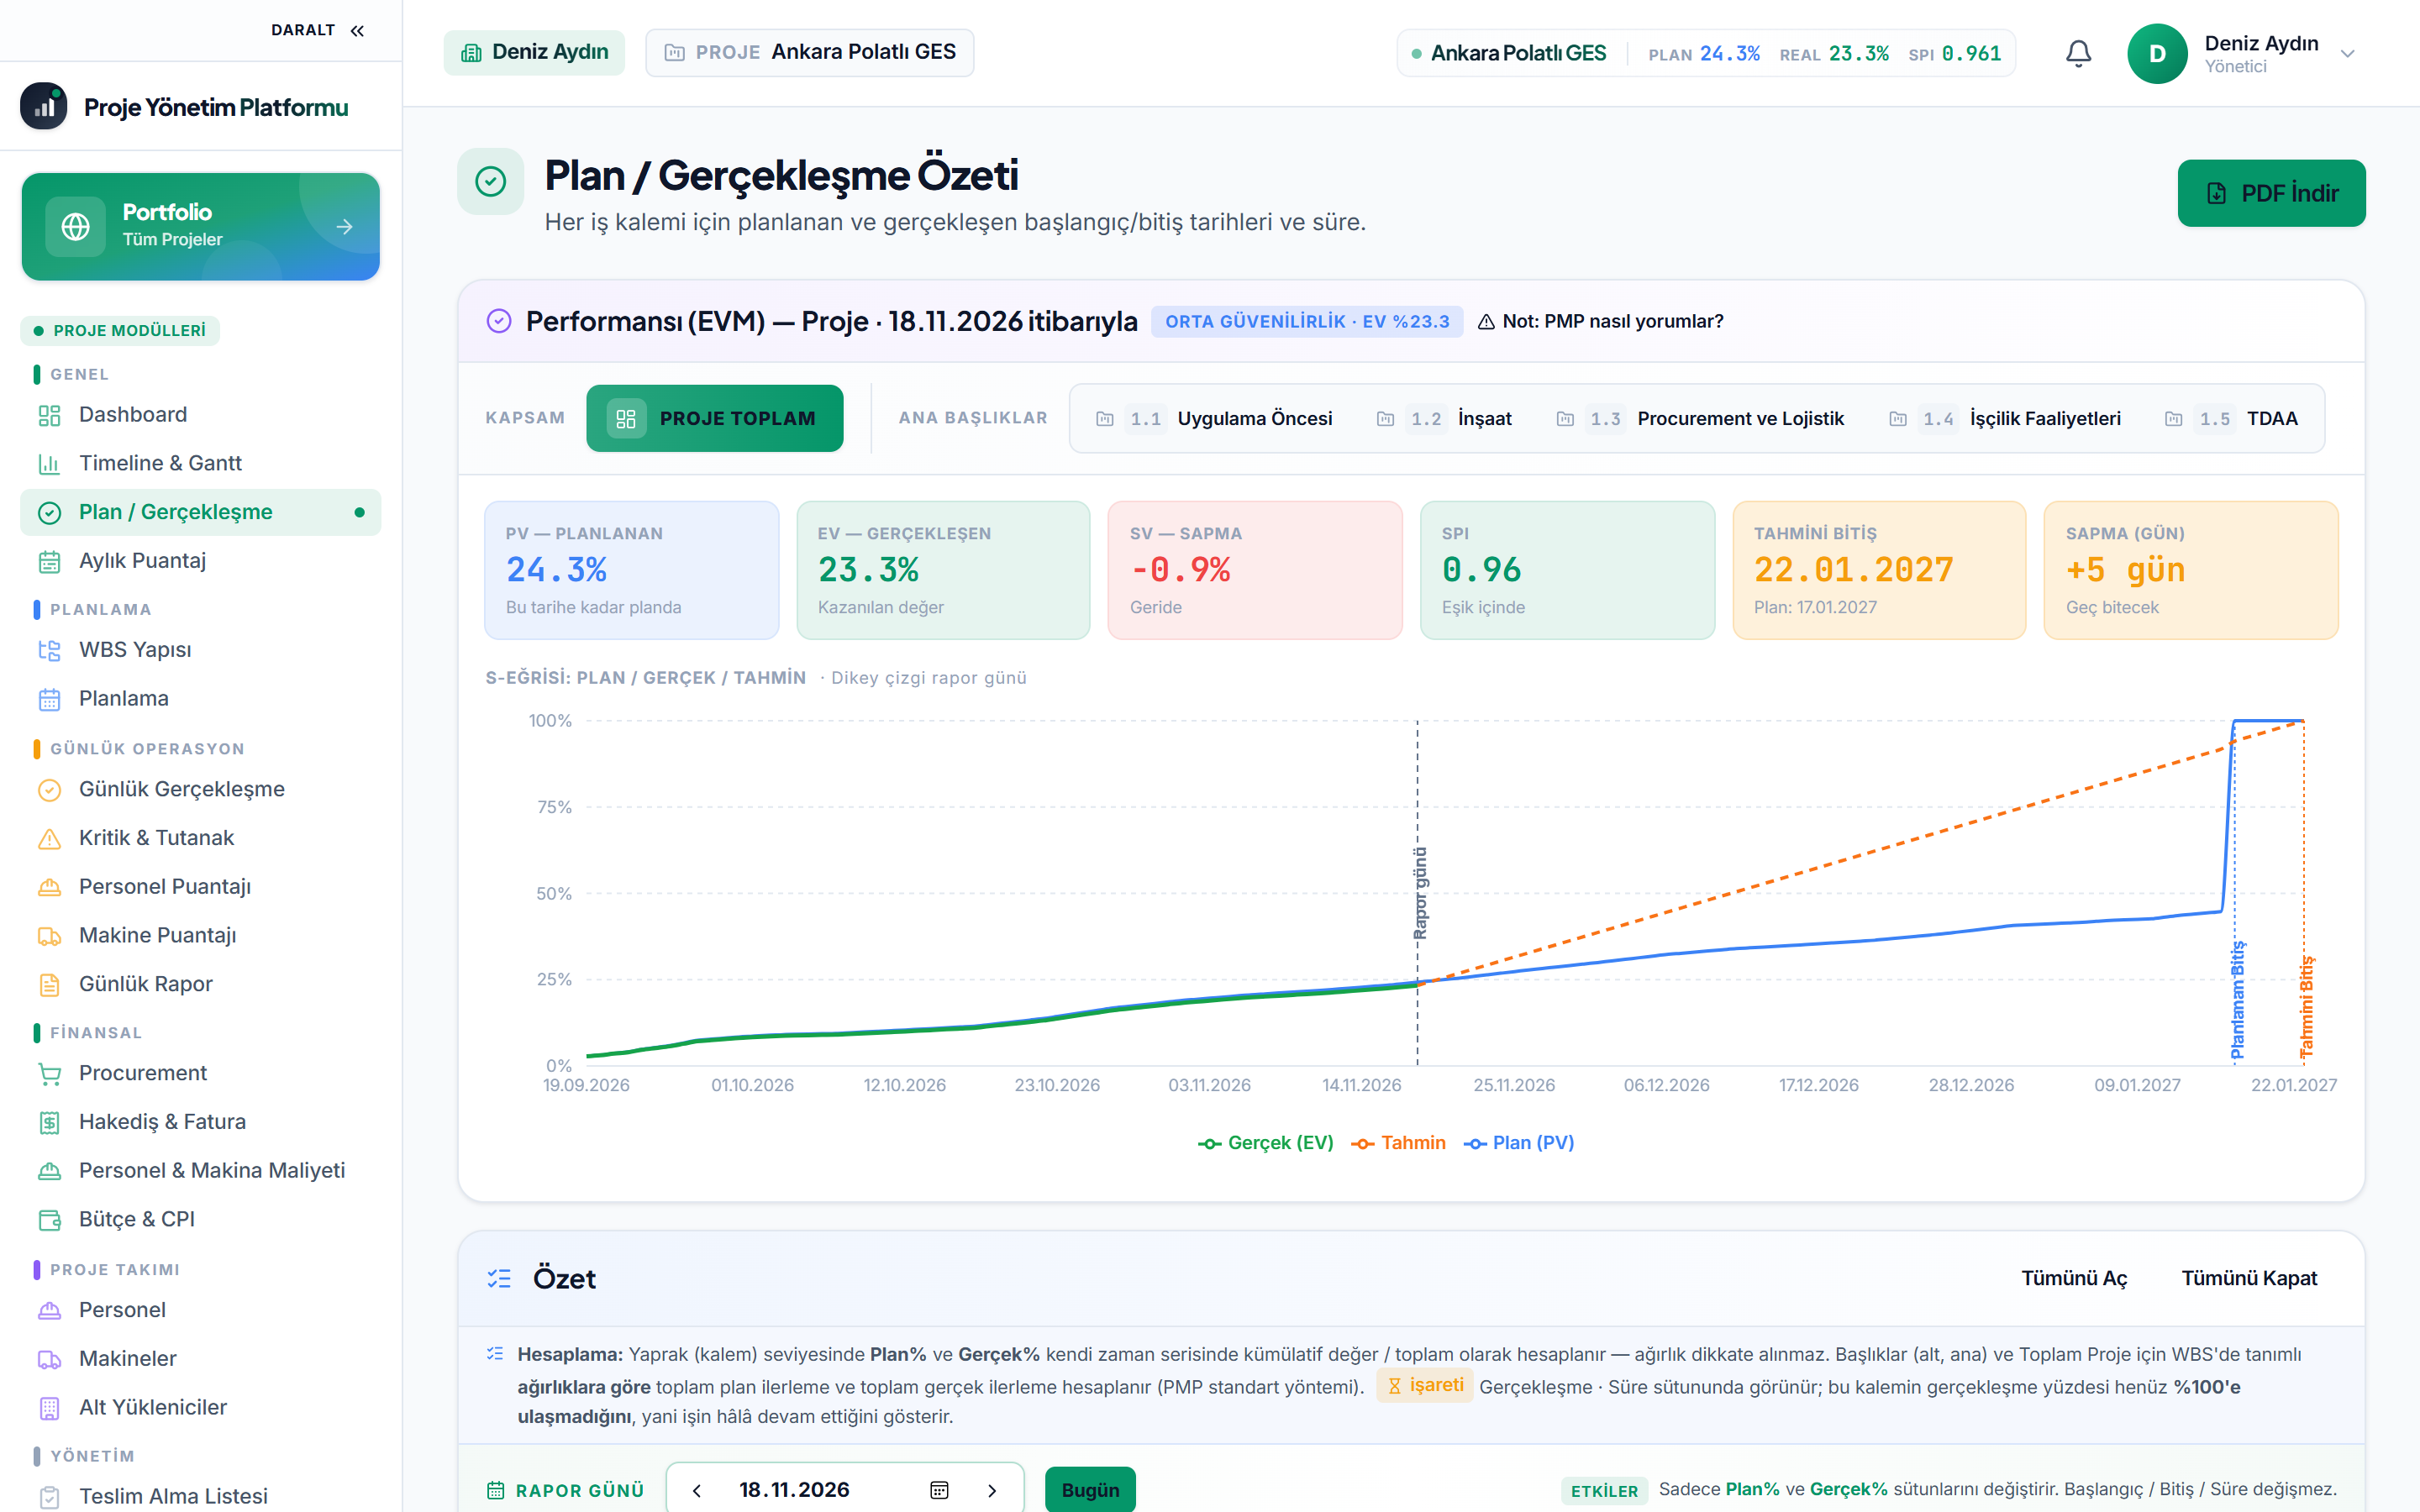 DARALT
Proje Yönetim Platformu
Portfolio
Tüm Projeler
PROJE MODÜLLERİ
GENEL
Dashboard
Timeline & Gantt
Plan / Gerçekleşme
Aylık Puantaj
PLANLAMA
WBS Yapısı
Planlama
GÜNLÜK OPERASYON
Günlük Gerçekleşme
Kritik & Tutanak
Personel Puantajı
Makine Puantajı
Günlük Rapor
FİNANSAL
Procurement
Hakediş & Fatura
Personel & Makina Maliyeti
Bütçe & CPI
PROJE TAKIMI
Personel
Makineler
Alt Yükleniciler
YÖNETİM
Teslim Alma Listesi
Deniz Aydın
PROJE Ankara Polatlı GES
Ankara Polatlı GES PLAN 24.3% REAL 23.3% SPI 0.961
D
Deniz Aydın
Yönetici
Plan / Gerçekleşme Özeti
Her iş kalemi için planlanan ve gerçekleşen başlangıç/bitiş tarihleri ve süre.
PDF İndir
Performansı (EVM) — Proje · 18.11.2026 itibarıyla ORTA GÜVENİLİRLİK · EV %23.3 Not: PMP nasıl yorumlar?
KAPSAM PROJE TOPLAM ANA BAŞLIKLAR 1.1 Uygulama Öncesi 1.2 İnşaat 1.3 Procurement ve Lojistik 1.4 İşçilik Faaliyetleri 1.5 TDAA
PV — PLANLANAN
24.3%
Bu tarihe kadar planda
EV — GERÇEKLEŞEN
23.3%
Kazanılan değer
SV — SAPMA
-0.9%
Geride
SPI
0.96
Eşik içinde
TAHMİNİ BİTİŞ
22.01.2027
Plan: 17.01.2027
SAPMA (GÜN)
+5 gün
Geç bitecek
S-EĞRİSİ: PLAN / GERÇEK / TAHMİN · Dikey çizgi rapor günü
100%
75%
50%
25%
0%
Rapor günü
Planlanan Bitiş
Tahmini Bitiş
19.09.2026 01.10.2026 12.10.2026 23.10.2026 03.11.2026 14.11.2026 25.11.2026 06.12.2026 17.12.2026 28.12.2026 09.01.2027 22.01.2027
Gerçek (EV) Tahmin Plan (PV)
Özet
Tümünü Aç Tümünü Kapat
Hesaplama: Yaprak (kalem) seviyesinde Plan% ve Gerçek% kendi zaman serisinde kümülatif değer / toplam olarak hesaplanır — ağırlık dikkate alınmaz. Başlıklar (alt, ana) ve Toplam Proje için WBS'de tanımlı
ağırlıklara göre toplam plan ilerleme ve toplam gerçek ilerleme hesaplanır (PMP standart yöntemi). işareti Gerçekleşme · Süre sütununda görünür; bu kalemin gerçekleşme yüzdesi henüz %100'e
ulaşmadığını, yani işin hâlâ devam ettiğini gösterir.
RAPOR GÜNÜ 18.11.2026 Bugün
ETKİLER Sadece Plan% ve Gerçek% sütunlarını değiştirir. Başlangıç / Bitiş / Süre değişmez.